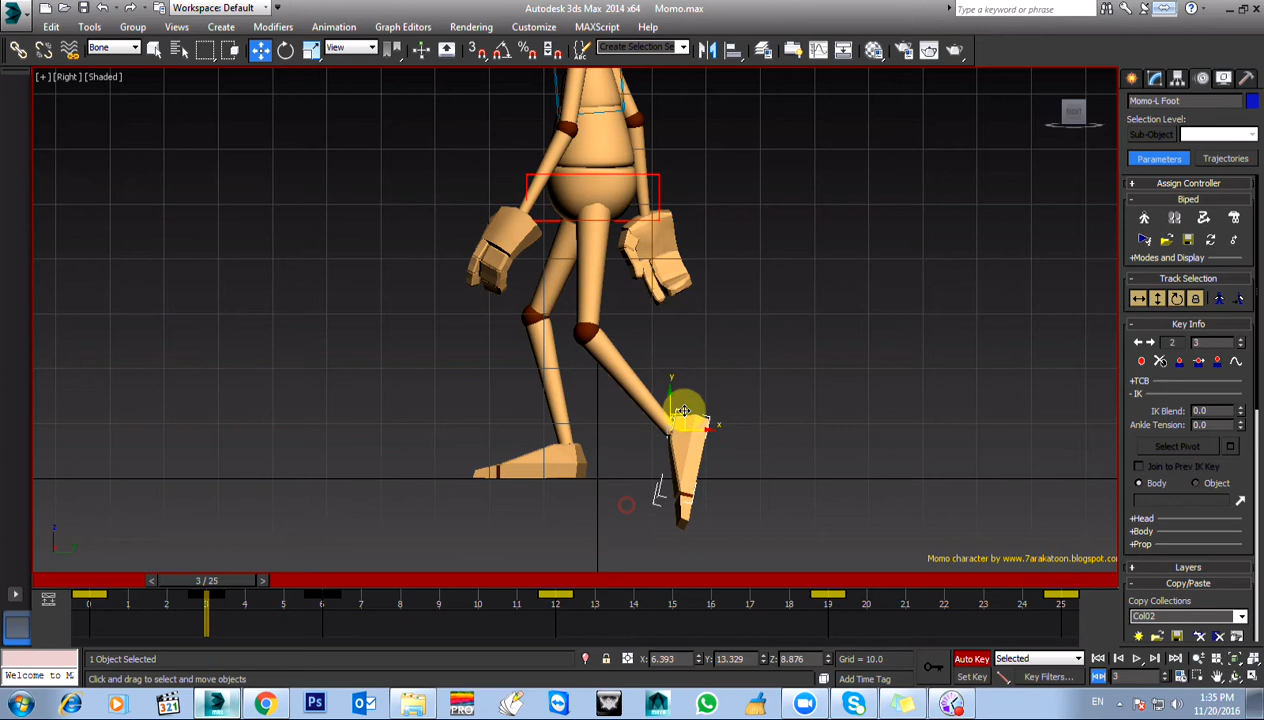 Workspace: Default
Autodesk 3ds Max 2014 x64 Momo.max
Type a keyword or phrase
Edit Tools Group Views Create Modifiers Animation Graph Editors Rendering Customize MAXScript Help
Bone View Create Selection Se
[+] [Right] [Shaded]
RIGHT
y
x
z
Momo character by www.7arakatoon.blogspot.com
Momo-L Foot
Selection Level:
Sub-Object
Parameters Trajectories
+ Assign Controller
- Biped
+Modes and Display
- Track Selection
- Key Info
2 3
+TCB
-IK
IK Blend: 0.0
Ankle Tension: 0.0
Select Pivot
Join to Prev IK Key
Body Object
+Head
+Body
+Prop
+ Layers
- Copy/Paste
Copy Collections
Col02
< 3 / 25 >
0 1 2 3 4 5 6 7 8 9 10 11 12 13 14 15 16 17 18 19 20 21 22 23 24 25
1 Object Selected X: 6.393 Y: 13.329 Z: 8.876 Grid = 10.0 Auto Key Selected
Welcome to M Click and drag to select and move objects Add Time Tag Set Key Key Filters... 3
321 Ps PRO EN 1:35 PM
11/20/2016